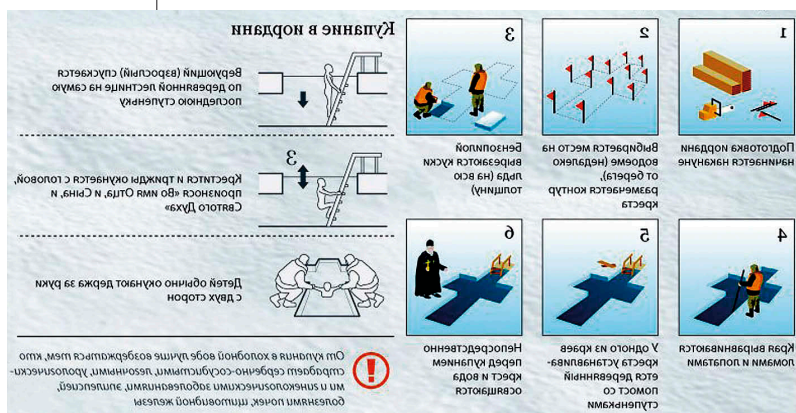 1
Подготовка иордани
начинается накануне
2
Выбирается место на
водоеме (недалеко
от берега),
размечается контур
креста
3
Бензопилой
вырезаются куски
льда (на всю
толщину)
4
Края выравниваются
ломами и лопатами
5
У одного из краев
креста устанавлива-
ется деревянный
помост со
ступеньками
6
Непосредственно
перед купанием
крест и вода
освящаются
Купание в иордани
Верующий (взрослый) спускается
по деревянной лестнице на самую
последнюю ступеньку
3
Крестится и трижды окунается с головой,
произнося «Во имя Отца, и Сына, и
Святого Духа»
Детей обычно окунают держа за руки
с двух сторон
От купания в холодной воде лучше воздержаться тем, кто
страдает сердечно-сосудистыми, легочными, урологически-
ми и гинекологическими заболеваниями, эпилепсией,
болезнями почек, щитовидной железы